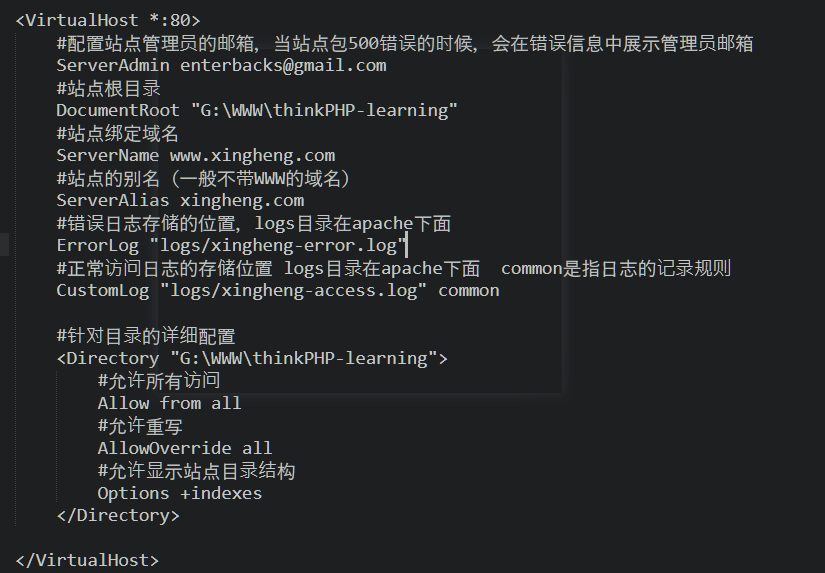 <VirtualHost *:80>
#配置站点管理员的邮箱，当站点包500错误的时候，会在错误信息中展示管理员邮箱
ServerAdmin enterbacks@gmail.com
#站点根目录
DocumentRoot "G:\WWW\thinkPHP-learning"
#站点绑定域名
ServerName www.xingheng.com
#站点的别名（一般不带WWW的域名）
ServerAlias xingheng.com
#错误日志存储的位置，logs目录在apache下面
ErrorLog "logs/xingheng-error.log"
#正常访问日志的存储位置 logs目录在apache下面  common是指日志的记录规则
CustomLog "logs/xingheng-access.log" common
#针对目录的详细配置
<Directory "G:\WWW\thinkPHP-learning">
#允许所有访问
Allow from all
#允许重写
AllowOverride all
#允许显示站点目录结构
Options +indexes
</Directory>
</VirtualHost>